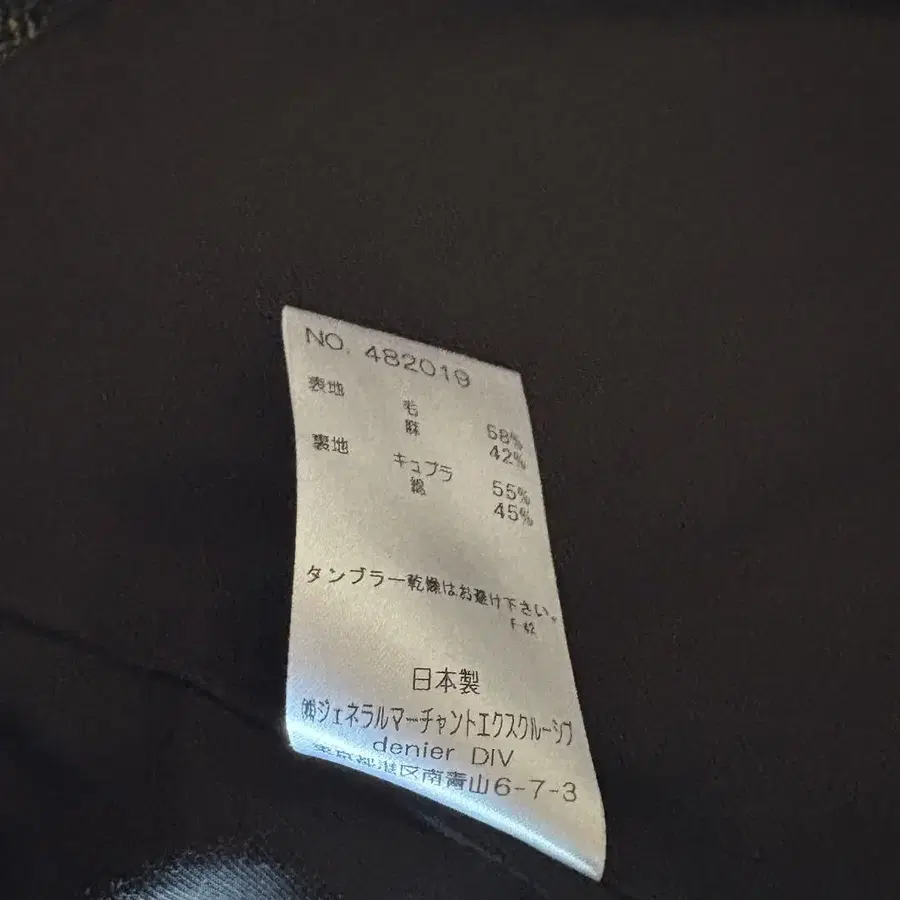 NO. 482019
表地
毛 58%
麻 42%
裏地
キュプラ 55%
綿 45%
タンブラー乾燥はお避け下さい。
F-42
日本製
㈱ジェネラルマーチャントエクスクルーシブ
denier DIV
東京都港区南青山6-7-3